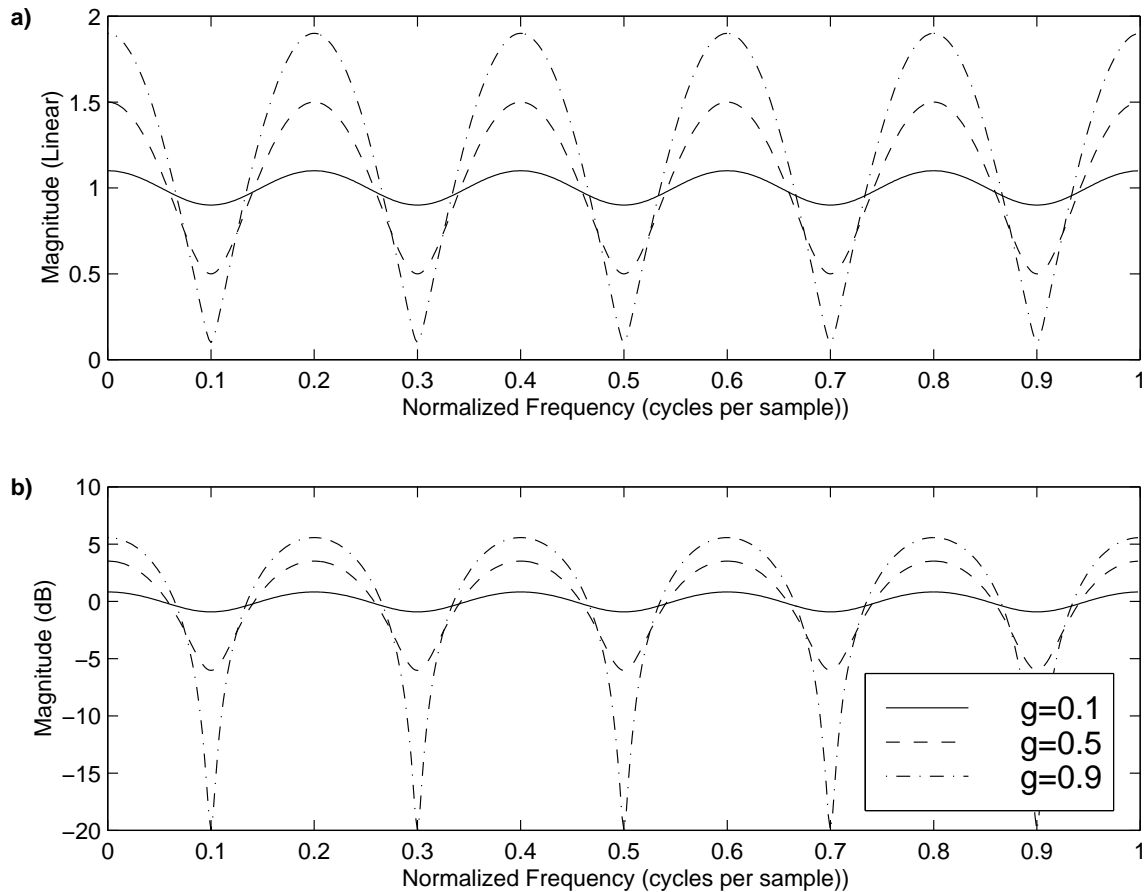 a)
2
1.5
1
0.5
0
Magnitude (Linear)
0 0.1 0.2 0.3 0.4 0.5 0.6 0.7 0.8 0.9 1
Normalized Frequency (cycles per sample))
b)
10
5
0
−5
−10
−15
−20
Magnitude (dB)
g=0.1
g=0.5
g=0.9
0 0.1 0.2 0.3 0.4 0.5 0.6 0.7 0.8 0.9 1
Normalized Frequency (cycles per sample))